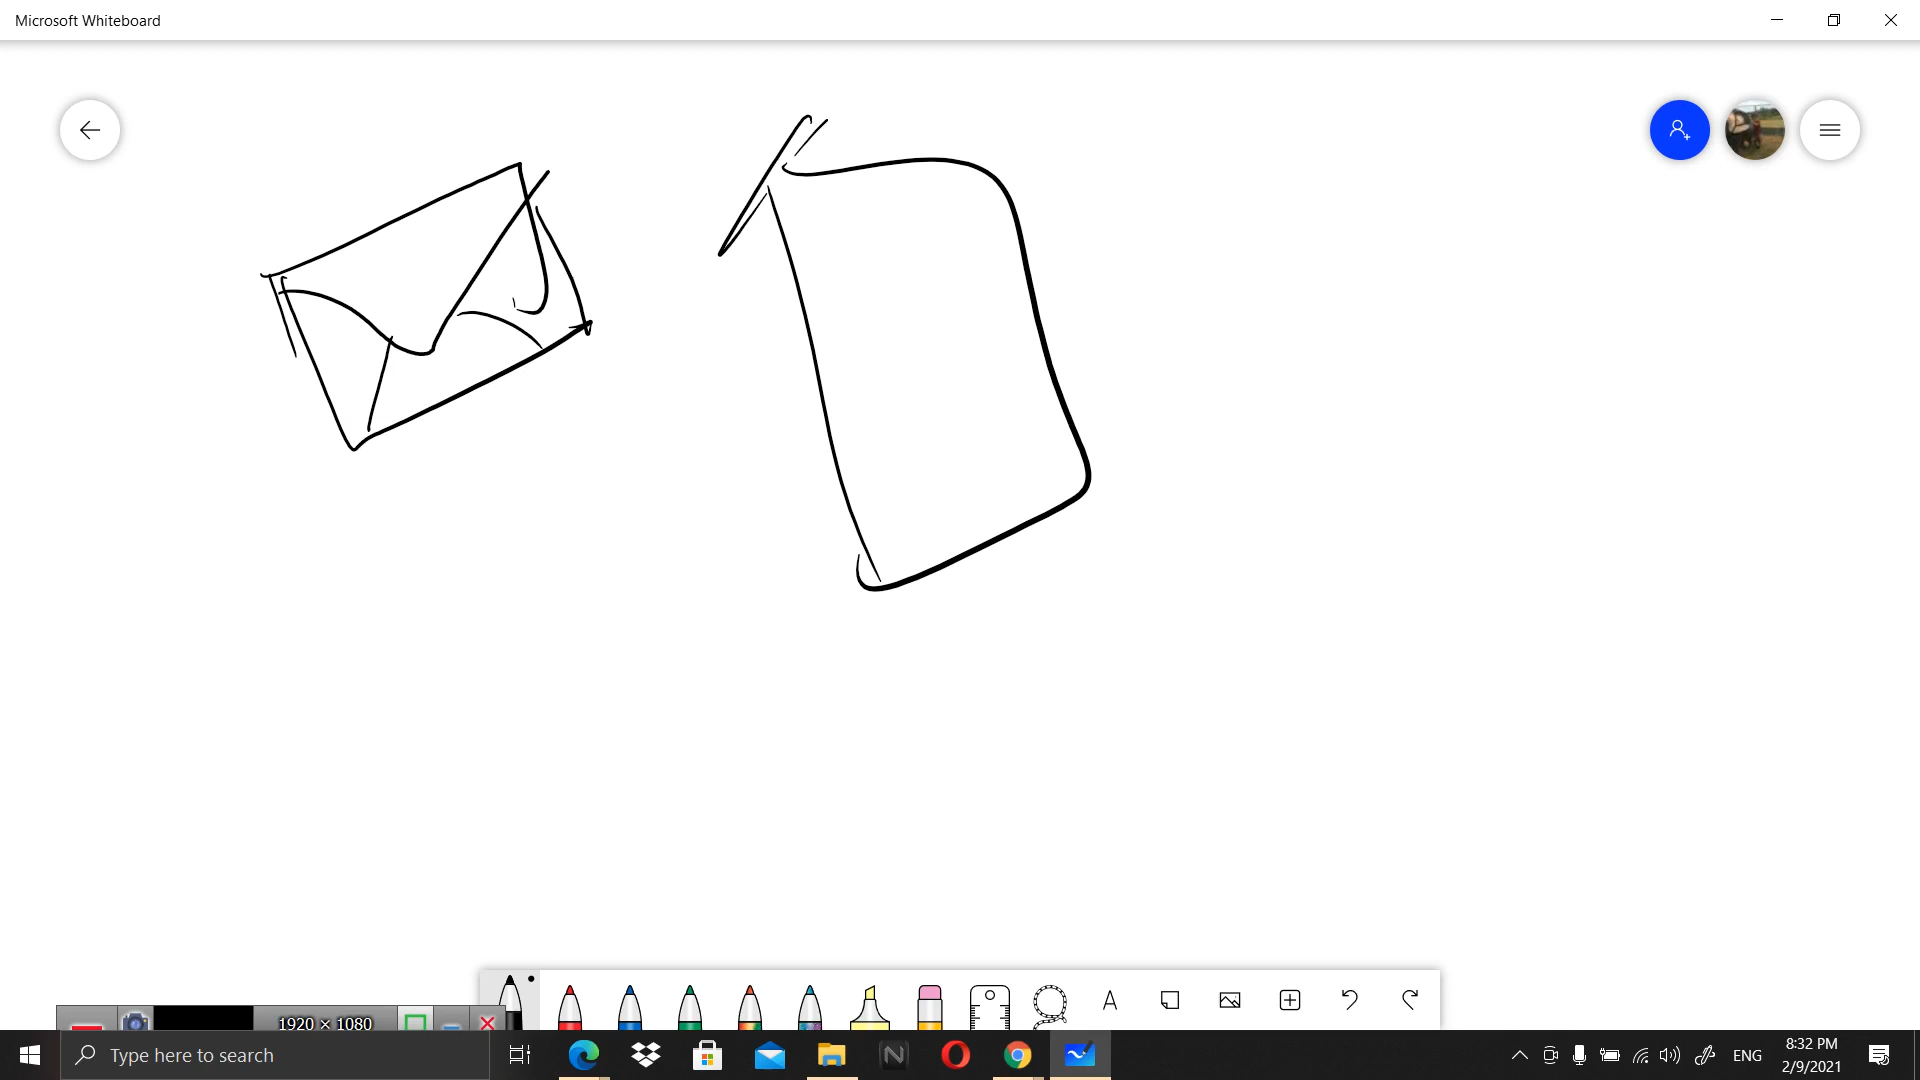 Microsoft Whiteboard
1920 × 1080
Type here to search
ENG
8:32 PM
2/9/2021